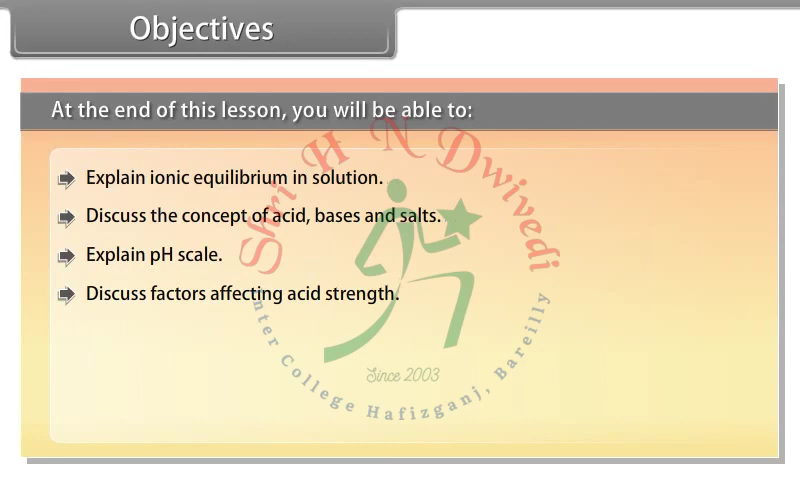 Objectives
At the end of this lesson, you will be able to:
Explain ionic equilibrium in solution.
Discuss the concept of acid, bases and salts.
Explain pH scale.
Discuss factors affecting acid strength.
Shri H N Dwivedi
Since 2003
Inter College Hafizganj, Bareilly